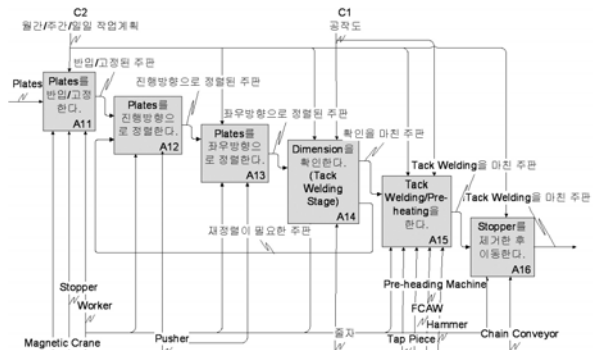 C2
월간/주간/일일 작업계획
C1
공작도
Plates
반입/고정된 주판
Plates를
반입/고정
한다.
A11
진행방향으로 정렬된 주판
Plates를
진행방향으
로 정렬한다.
A12
좌우방향으로 정렬된 주판
Plates를
좌우방향으
로 정렬한다.
A13
확인을 마친 주판
Dimension을
확인한다.
(Tack
Welding
Stage)
A14
Tack Welding을 마친 주판
Tack
Welding/Pre-
heating을
한다.
A15
Tack Welding을 마친 주판
Stopper를
제거한 후
이동한다.
A16
재정렬이 필요한 주판
Stopper
Worker
Magnetic Crane
Pusher
줄자
Pre-heating Machine
FCAW
Hammer
Tap Piece
Chain Conveyor